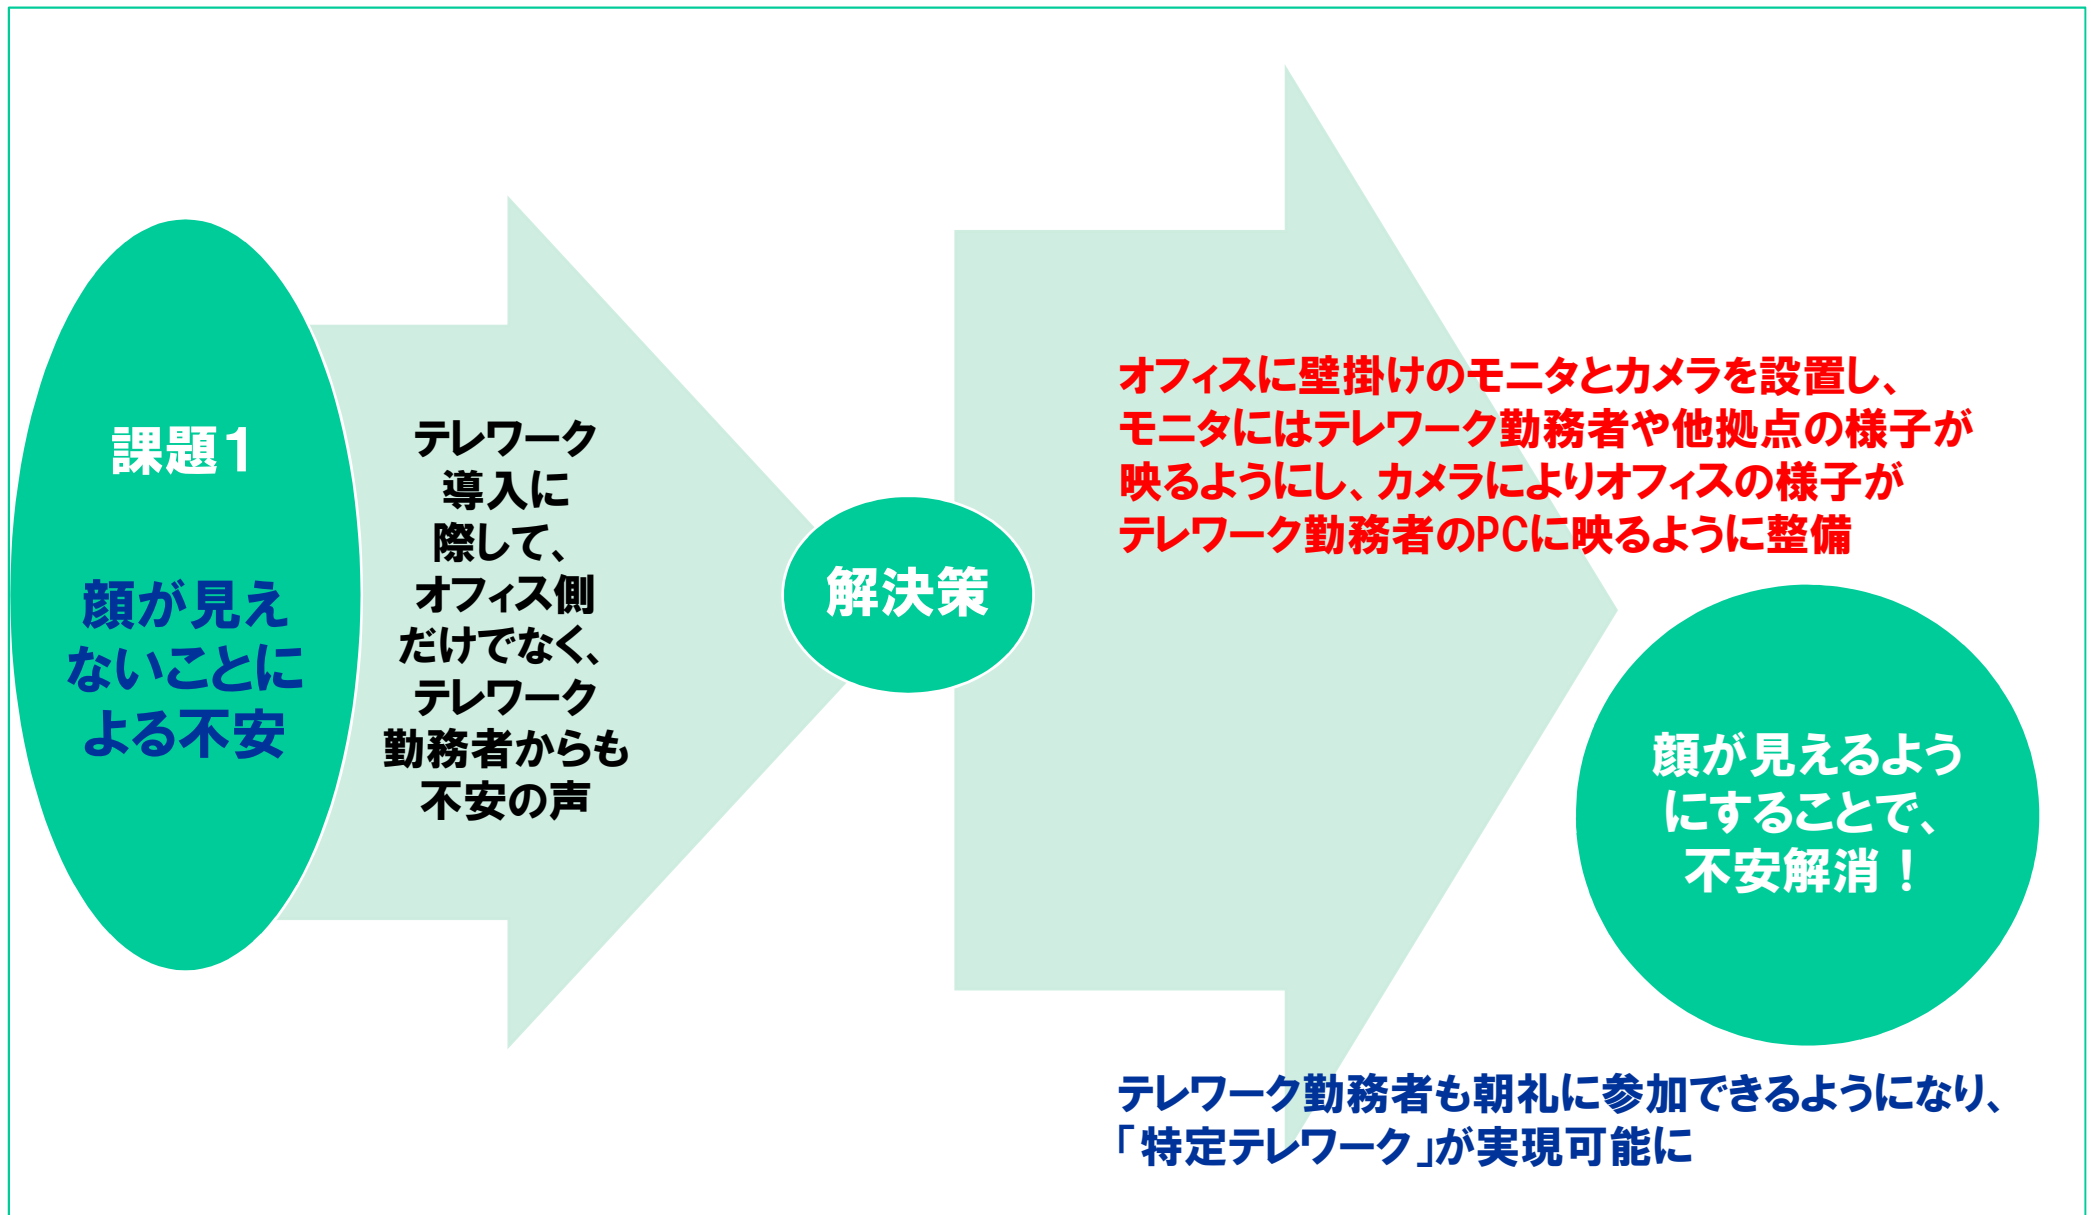 課題１
顔が見え
ないことに
よる不安
テレワーク
導入に
際して、
オフィス側
だけでなく、
テレワーク
勤務者からも
不安の声
解決策
オフィスに壁掛けのモニタとカメラを設置し、
モニタにはテレワーク勤務者や他拠点の様子が
映るようにし、カメラによりオフィスの様子が
テレワーク勤務者のPCに映るように整備
顔が見えるよう
にすることで、
不安解消！
テレワーク勤務者も朝礼に参加できるようになり、
「特定テレワーク」が実現可能に